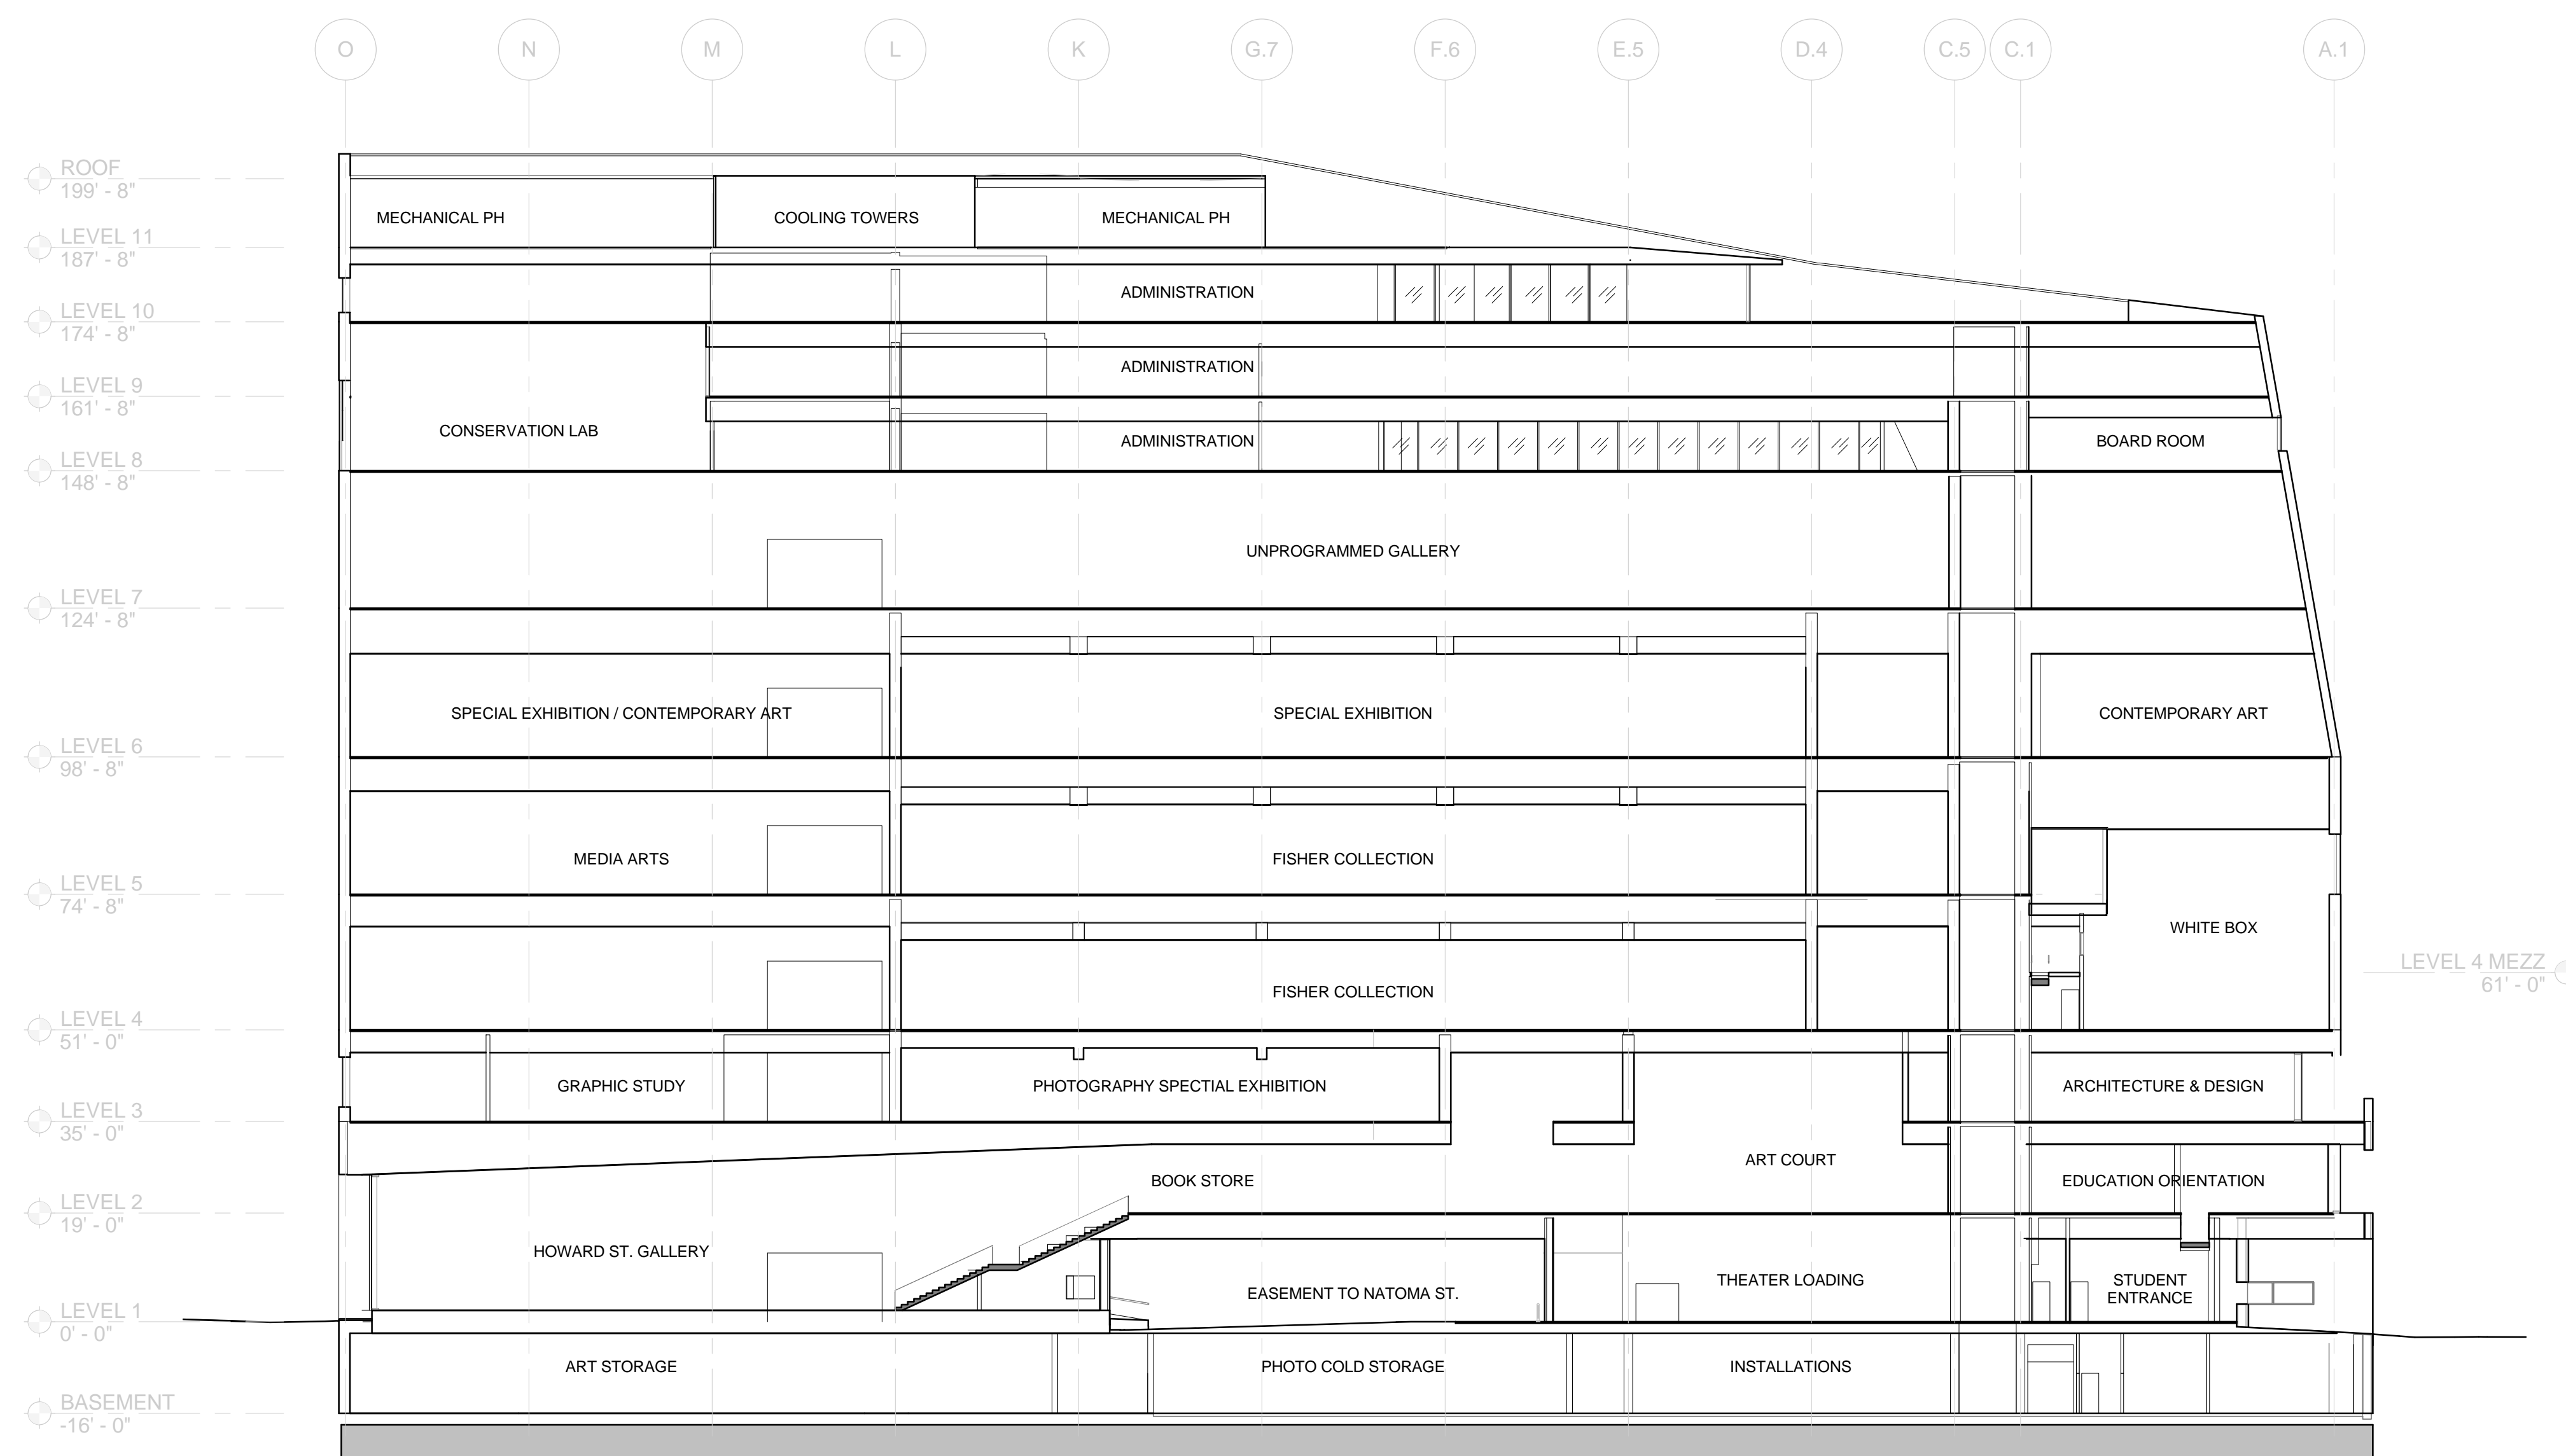 O N M L K G.7 F.6 E.5 D.4 C.5 C.1 A.1
ROOF
199' - 8"
MECHANICAL PH COOLING TOWERS MECHANICAL PH
LEVEL 11
187' - 8"
ADMINISTRATION
LEVEL 10
174' - 8"
ADMINISTRATION
LEVEL 9
161' - 8"
CONSERVATION LAB ADMINISTRATION BOARD ROOM
LEVEL 8
148' - 8"
UNPROGRAMMED GALLERY
LEVEL 7
124' - 8"
SPECIAL EXHIBITION / CONTEMPORARY ART SPECIAL EXHIBITION CONTEMPORARY ART
LEVEL 6
98' - 8"
MEDIA ARTS FISHER COLLECTION
LEVEL 5
74' - 8"
WHITE BOX
LEVEL 4 MEZZ
61' - 0"
FISHER COLLECTION
LEVEL 4
51' - 0"
GRAPHIC STUDY PHOTOGRAPHY SPECTIAL EXHIBITION ARCHITECTURE & DESIGN
LEVEL 3
35' - 0"
ART COURT
BOOK STORE EDUCATION ORIENTATION
LEVEL 2
19' - 0"
HOWARD ST. GALLERY
THEATER LOADING
EASEMENT TO NATOMA ST.
STUDENT
ENTRANCE
LEVEL 1
0' - 0"
ART STORAGE PHOTO COLD STORAGE INSTALLATIONS
BASEMENT
-16' - 0"